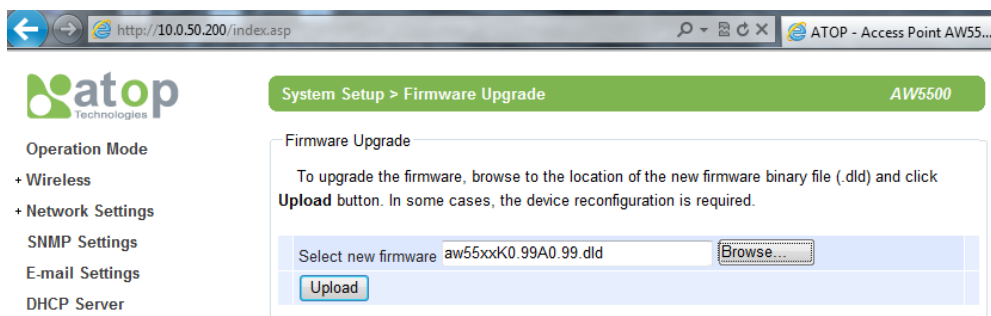 http://10.0.50.200/index.asp
ATOP - Access Point AW55...
atop
Technologies
System Setup > Firmware Upgrade AW5500
Operation Mode
+ Wireless
+ Network Settings
SNMP Settings
E-mail Settings
DHCP Server
Firmware Upgrade
To upgrade the firmware, browse to the location of the new firmware binary file (.dld) and click
Upload button. In some cases, the device reconfiguration is required.
Select new firmware aw55xxK0.99A0.99.dld Browse...
Upload